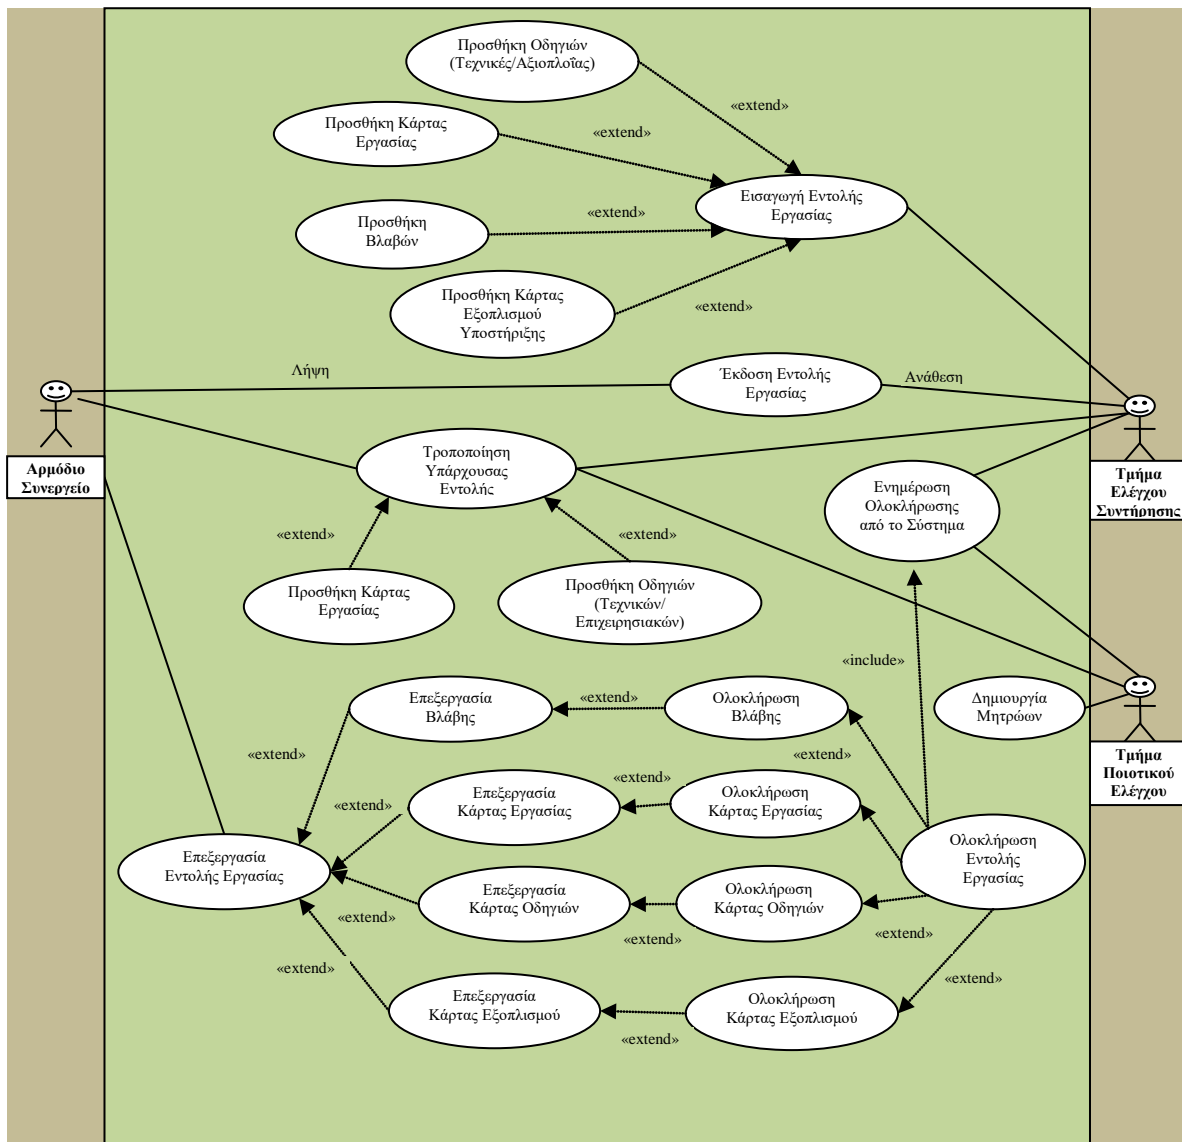 Προσθήκη Οδηγιών
(Τεχνικές/Αξιοπλοΐας)
«extend»
Προσθήκη Κάρτας
Εργασίας
«extend»
Εισαγωγή Εντολής
Εργασίας
Προσθήκη
Βλαβών
«extend»
Προσθήκη Κάρτας
Εξοπλισμού
Υποστήριξης
«extend»
Λήψη
Έκδοση Εντολής
Εργασίας
Ανάθεση
Αρμόδιο
Συνεργείο
Τροποποίηση
Υπάρχουσας
Εντολής
Ενημέρωση
Ολοκλήρωσης
από το Σύστημα
Τμήμα
Ελέγχου
Συντήρησης
«extend»
«extend»
Προσθήκη Κάρτας
Εργασίας
Προσθήκη Οδηγιών
(Τεχνικών/
Επιχειρησιακών)
«include»
Επεξεργασία
Βλάβης
«extend»
Ολοκλήρωση
Βλάβης
Δημιουργία
Μητρώων
Τμήμα
Ποιοτικού
Ελέγχου
«extend»
«extend»
Επεξεργασία
Κάρτας Εργασίας
«extend»
«extend»
Ολοκλήρωση
Κάρτας Εργασίας
Επεξεργασία
Εντολής Εργασίας
Ολοκλήρωση
Εντολής
Εργασίας
Επεξεργασία
Κάρτας Οδηγιών
Ολοκλήρωση
Κάρτας Οδηγιών
«extend»
«extend»
«extend»
«extend»
Επεξεργασία
Κάρτας Εξοπλισμού
Ολοκλήρωση
Κάρτας Εξοπλισμού
«extend»
«extend»